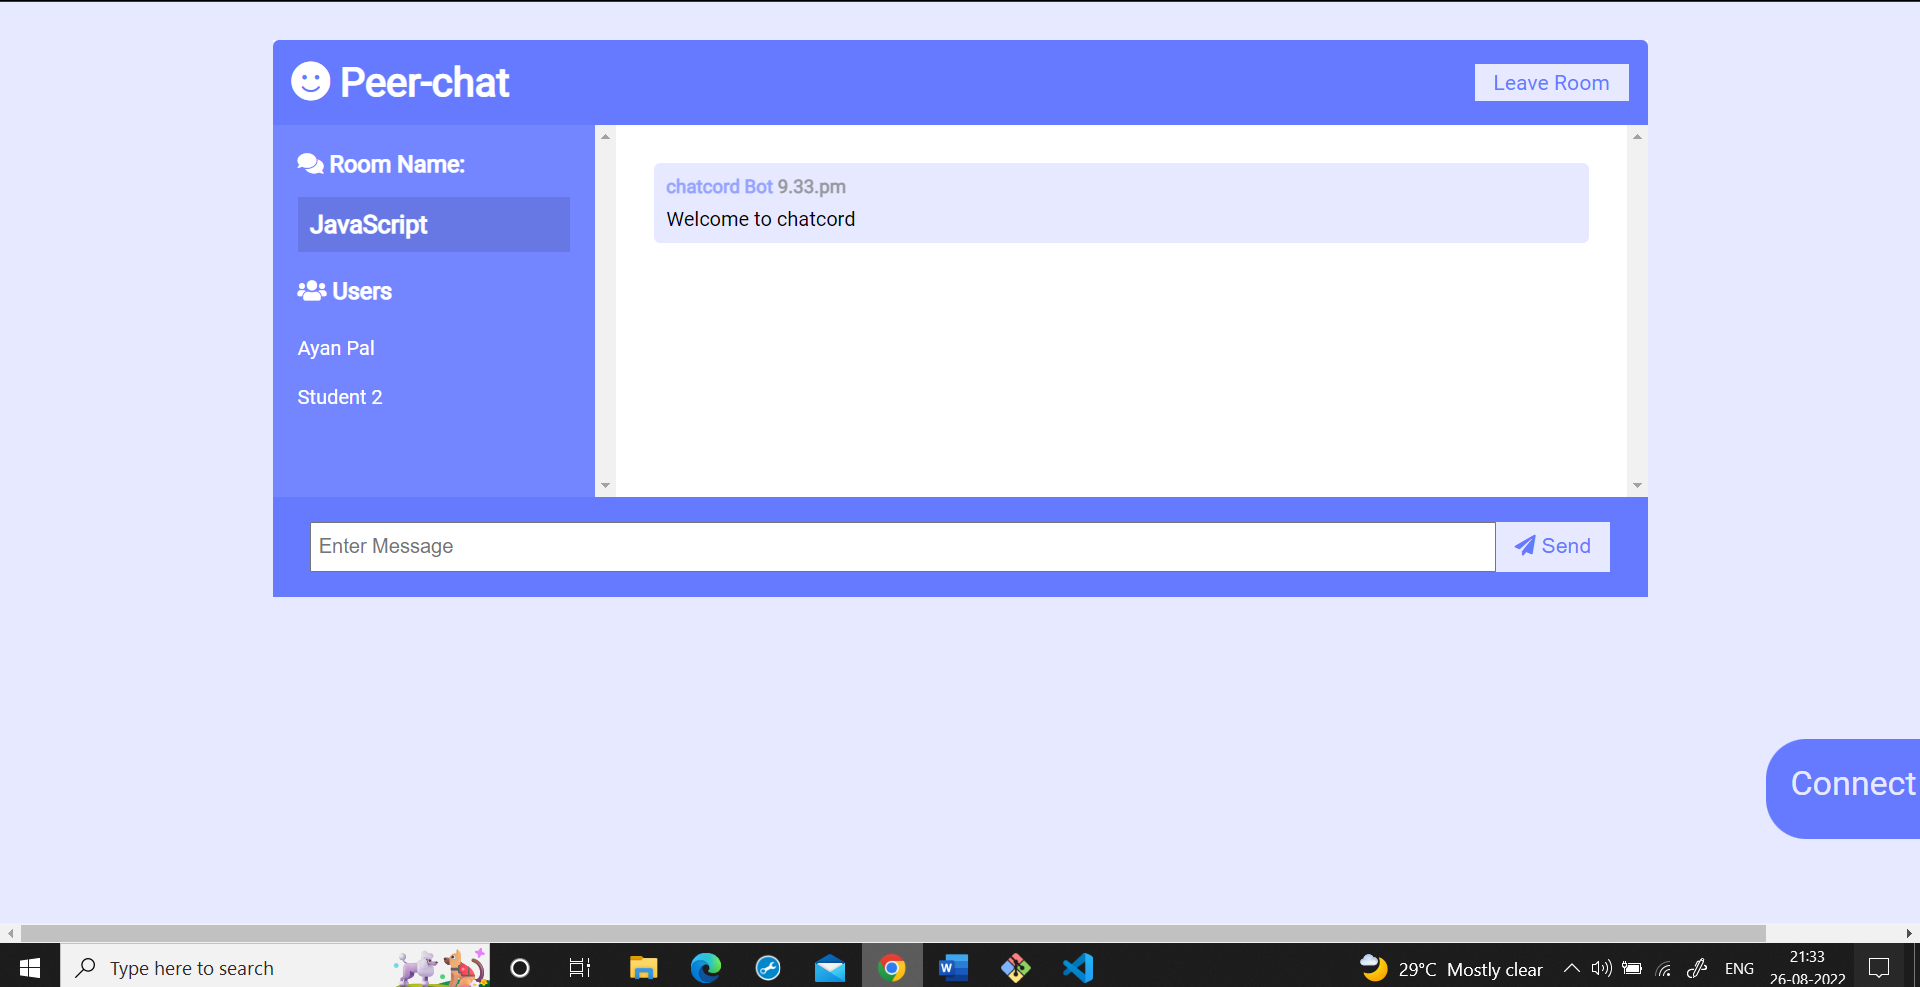 Peer-chat
Leave Room
Room Name:
JavaScript
Users
Ayan Pal
Student 2
chatcord Bot 9.33.pm
Welcome to chatcord
Enter Message
Send
Connect
Type here to search
29°C Mostly clear
ENG
21:33
26-08-2022